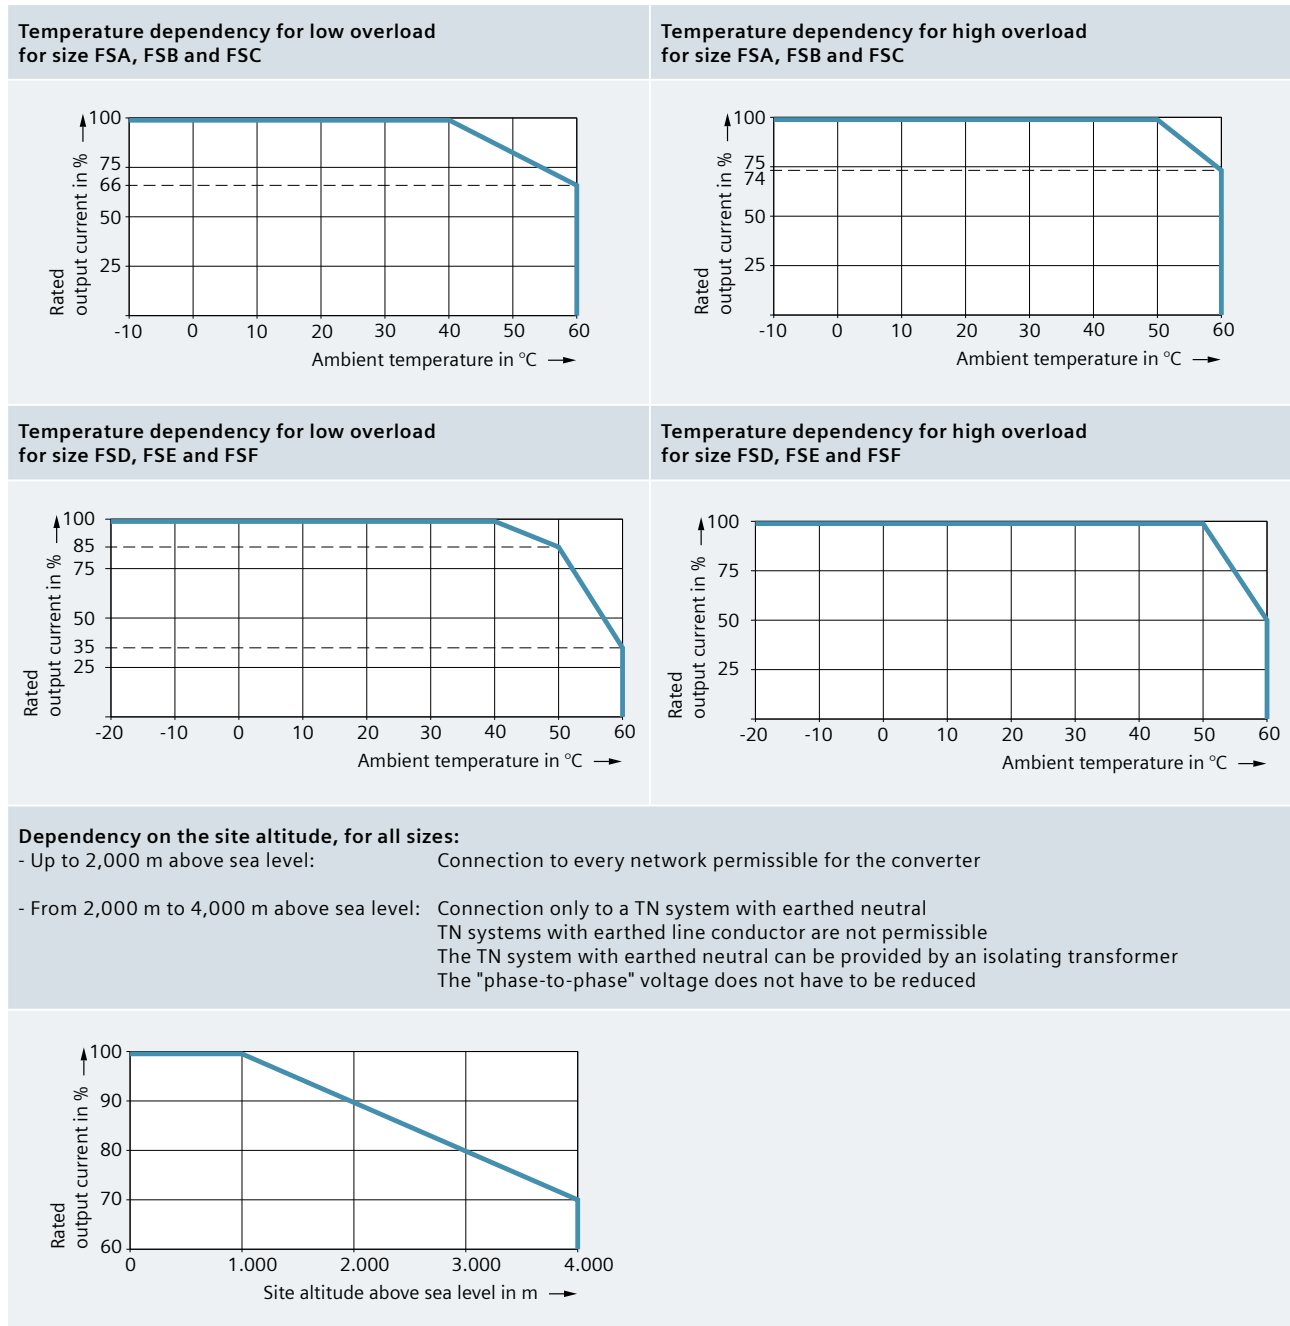 Temperature dependency for low overload
for size FSA, FSB and FSC
Temperature dependency for high overload
for size FSA, FSB and FSC
100
75
66
50
25
Rated
output current in %
-10 0 10 20 30 40 50 60
Ambient temperature in °C
100
75
74
50
25
Rated
output current in %
-10 0 10 20 30 40 50 60
Ambient temperature in °C
Temperature dependency for low overload
for size FSD, FSE and FSF
Temperature dependency for high overload
for size FSD, FSE and FSF
100
85
75
50
35
25
Rated
output current in %
-20 -10 0 10 20 30 40 50 60
Ambient temperature in °C
100
75
50
25
Rated
output current in %
-20 -10 0 10 20 30 40 50 60
Ambient temperature in °C
Dependency on the site altitude, for all sizes:
- Up to 2,000 m above sea level: Connection to every network permissible for the converter
- From 2,000 m to 4,000 m above sea level: Connection only to a TN system with earthed neutral
TN systems with earthed line conductor are not permissible
The TN system with earthed neutral can be provided by an isolating transformer
The "phase-to-phase" voltage does not have to be reduced
100
90
80
70
60
Rated
output current in %
0 1.000 2.000 3.000 4.000
Site altitude above sea level in m